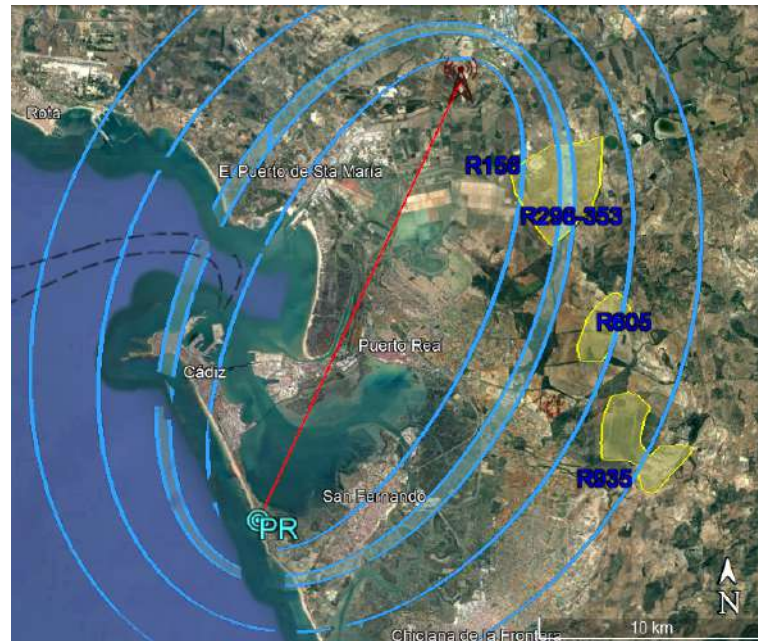 Rota
El Puerto de Sta María
R156
R296-353
R605
Puerto Real
Cádiz
R935
San Fernando
PR
N
10 km
Chiclana de la Frontera